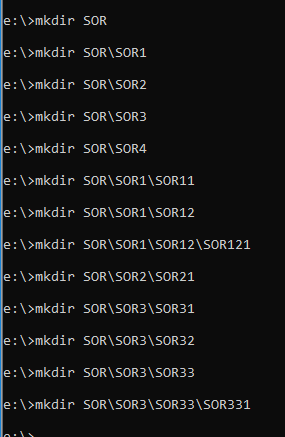 e:\>mkdir SOR
e:\>mkdir SOR\SOR1
e:\>mkdir SOR\SOR2
e:\>mkdir SOR\SOR3
e:\>mkdir SOR\SOR4
e:\>mkdir SOR\SOR1\SOR11
e:\>mkdir SOR\SOR1\SOR12
e:\>mkdir SOR\SOR1\SOR12\SOR121
e:\>mkdir SOR\SOR2\SOR21
e:\>mkdir SOR\SOR3\SOR31
e:\>mkdir SOR\SOR3\SOR32
e:\>mkdir SOR\SOR3\SOR33
e:\>mkdir SOR\SOR3\SOR33\SOR331
e:\>